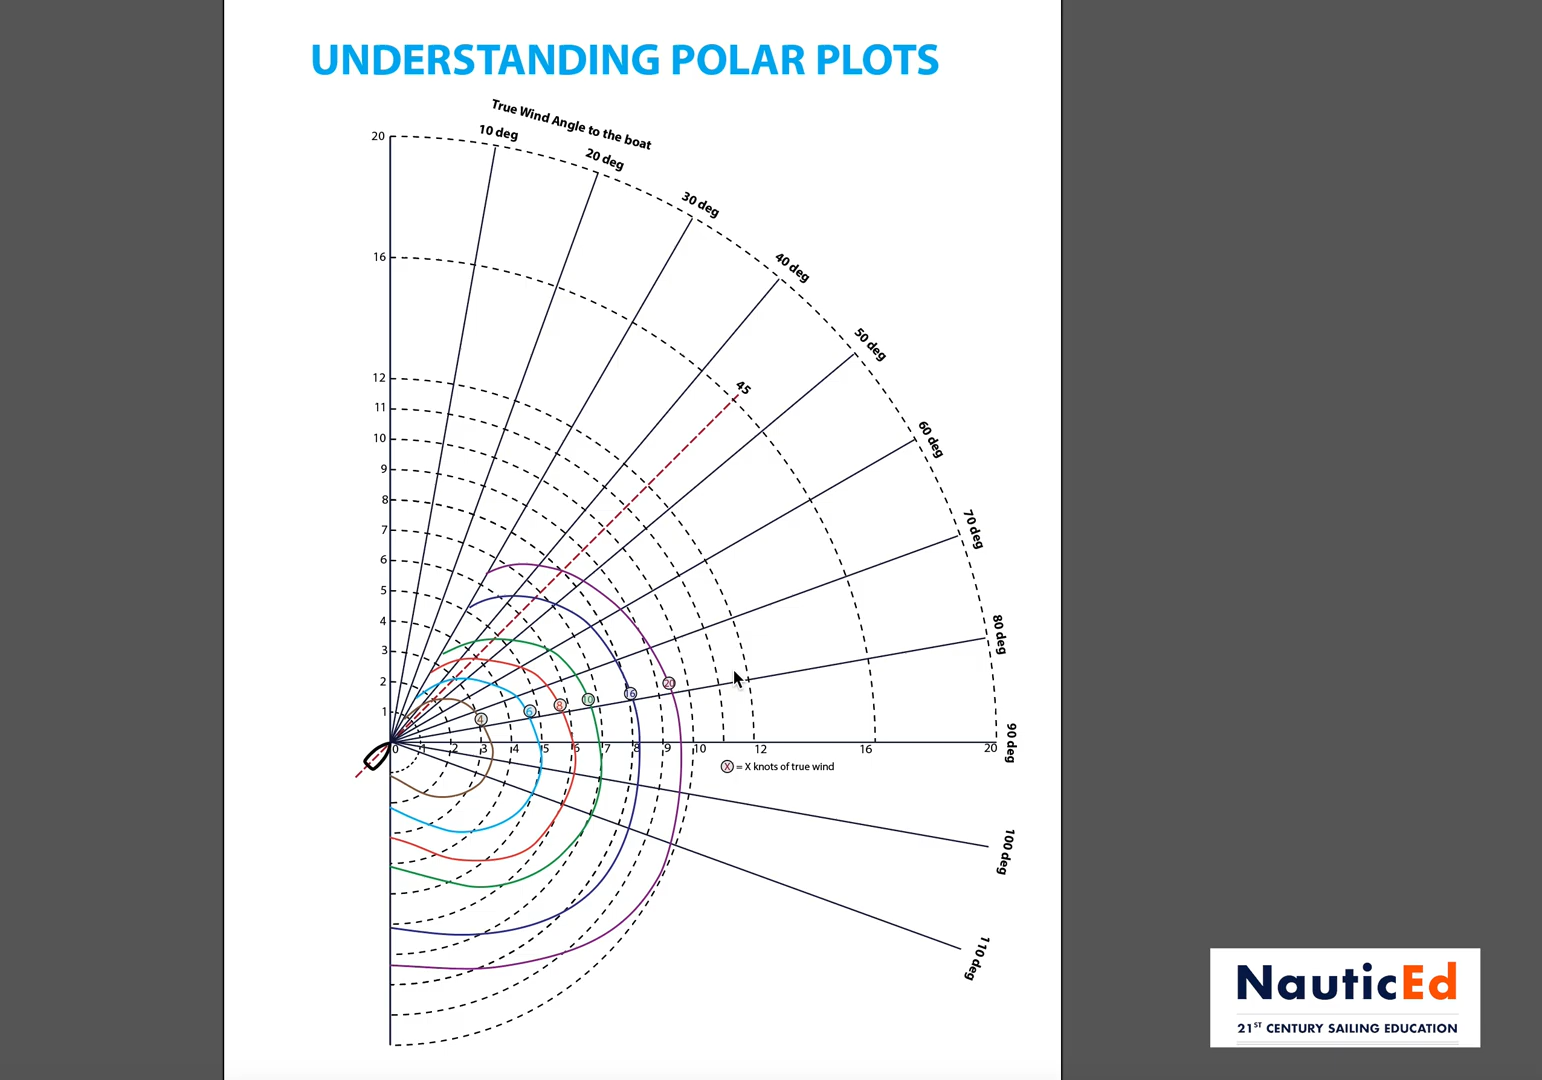 UNDERSTANDING POLAR PLOTS
True Wind Angle to the boat
10 deg
20 deg
30 deg
40 deg
45
50 deg
60 deg
70 deg
80 deg
90 deg
100 deg
110 deg
20
16
12
11
10
9
8
7
6
5
4
3
2
1
4
6
8
10
16
20
0 1 2 3 4 5 6 7 8 9 10 12 16 20
X = X knots of true wind
NauticEd
21ST CENTURY SAILING EDUCATION